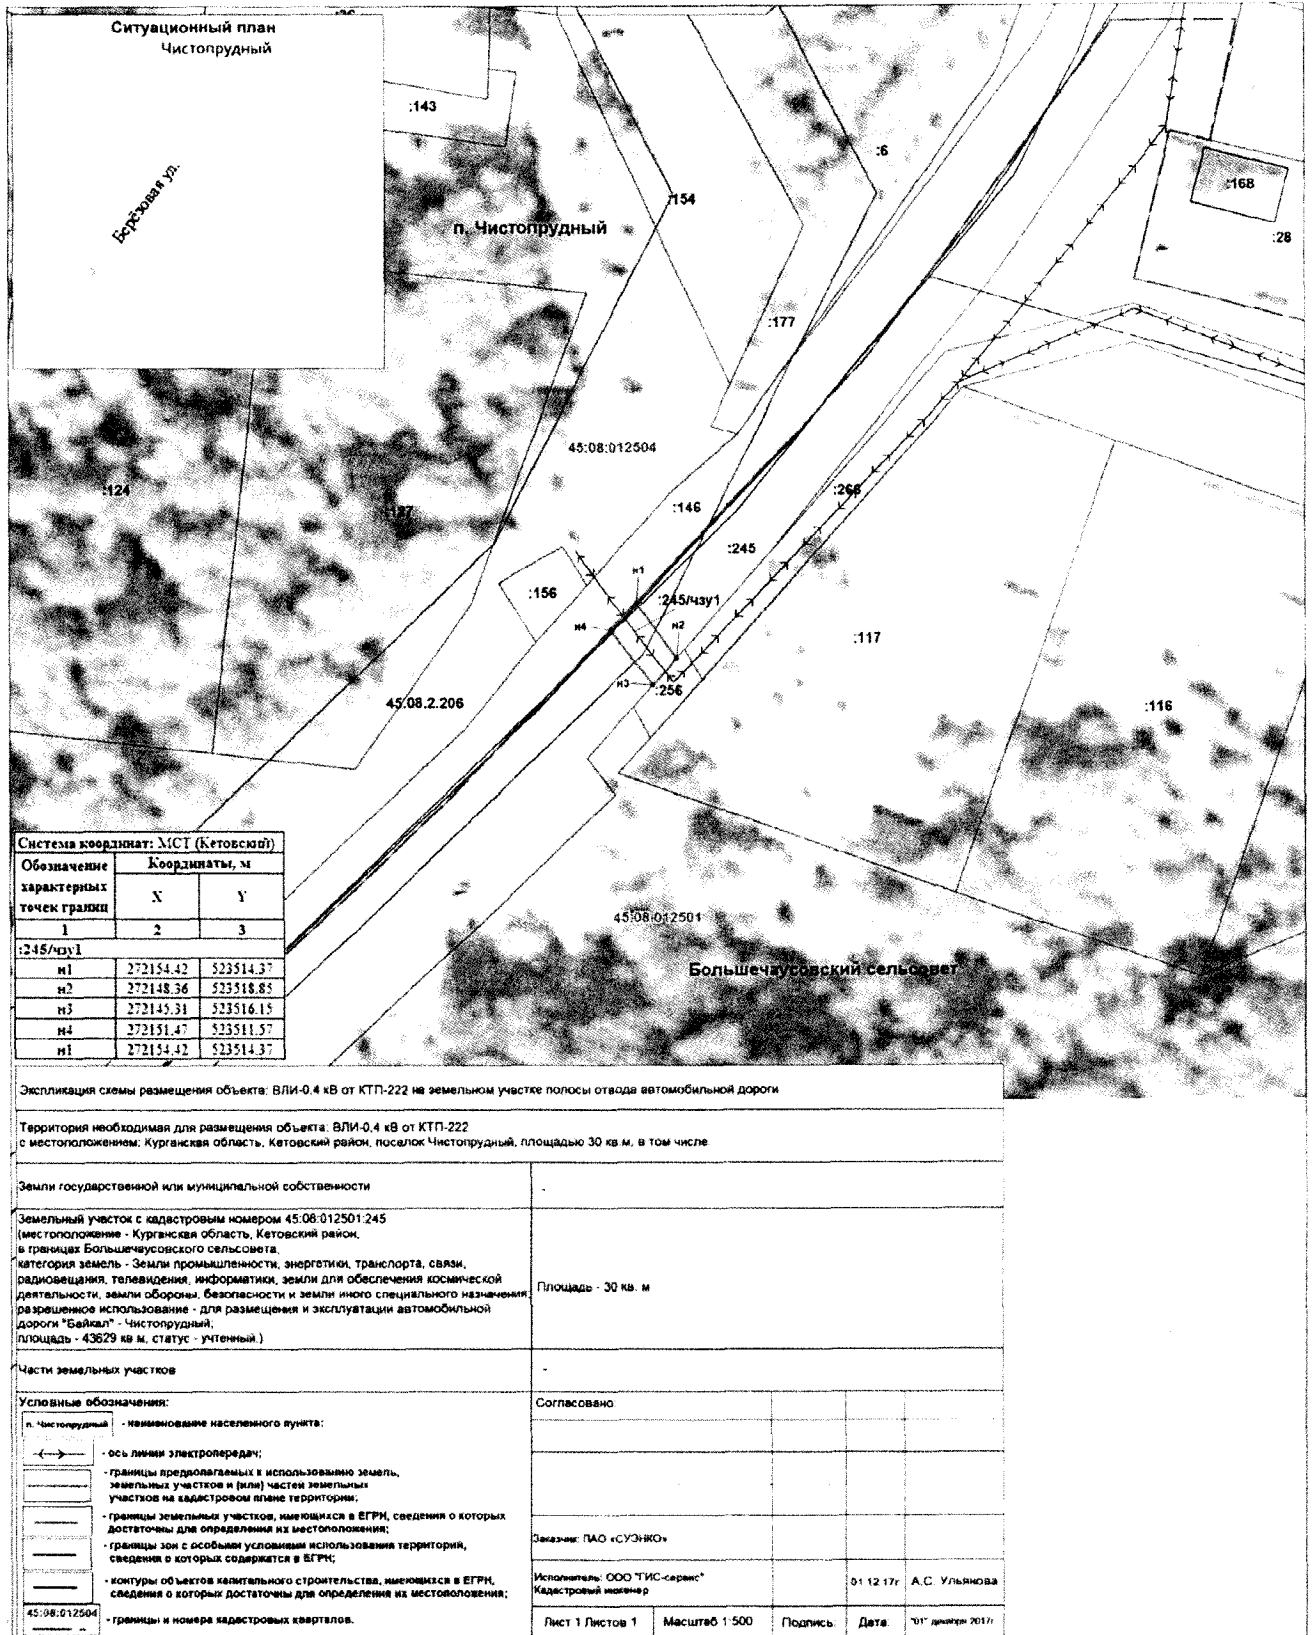 Ситуационный план
Чистопрудный
Берёзовая ул.
:143
:6
:154
:168
п. Чистопрудный
:28
:177
45:08:012504
:124
:127
:266
:146
:245
н1
:156
:245/чзу1
н4
н2
:117
н3
:256
45.08.2.206
:116
45:08:012501
Большечаусовский сельсовет
Система координат: МСТ (Кетовский)
Обозначение характерных точек границ
Координаты, м
X Y
1 2 3
:245/чзу1
н1 272154.42 523514.37
н2 272148.36 523518.85
н3 272145.31 523516.15
н4 272151.47 523511.57
н1 272154.42 523514.37
Экспликация схемы размещения объекта: ВЛИ-0.4 кВ от КТП-222 на земельном участке полосы отвода автомобильной дороги
Территория необходимая для размещения объекта: ВЛИ-0,4 кВ от КТП-222
с местоположением: Курганская область, Кетовский район, поселок Чистопрудный, площадью 30 кв.м, в том числе
Земли государственной или муниципальной собственности -
Земельный участок с кадастровым номером 45:08:012501:245
(местоположение - Курганская область, Кетовский район,
в границах Большечаусовского сельсовета,
категория земель - Земли промышленности, энергетики, транспорта, связи,
радиовещания, телевидения, информатики, земли для обеспечения космической
деятельности, земли обороны, безопасности и земли иного специального назначения;
разрешенное использование - для размещения и эксплуатации автомобильной
дороги "Байкал" - Чистопрудный;
площадь - 43629 кв м, статус - учтенный.)
Площадь - 30 кв. м
Части земельных участков -
Условные обозначения:
п. Чистопрудный - наименование населенного пункта;
- ось линии электропередач;
- границы предполагаемых к использованию земель,
земельных участков и (или) частей земельных
участков на кадастровом плане территории;
- границы земельных участков, имеющихся в ЕГРН, сведения о которых
достаточны для определения их местоположения;
- границы зон с особыми условиями использования территорий,
сведения о которых содержатся в ЕГРН;
- контуры объектов капитального строительства, имеющихся в ЕГРН,
сведения о которых достаточны для определения их местоположения;
45:08:012504 - границы и номера кадастровых кварталов.
Согласовано
Заказчик: ПАО «СУЭНКО»
Исполнитель: ООО "ГИС-сервис"
Кадастровый инженер
01 12 17г А.С. Ульянова
Лист 1 Листов 1 Масштаб 1:500 Подпись: Дата: "01" декабря 2017г